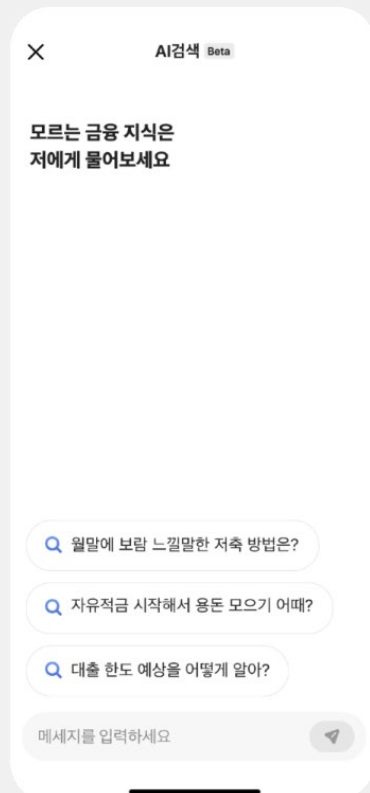 AI검색 Beta
모르는 금융 지식은
저에게 물어보세요
월말에 보람 느낄말한 저축 방법은?
자유적금 시작해서 용돈 모으기 어때?
대출 한도 예상을 어떻게 알아?
메세지를 입력하세요